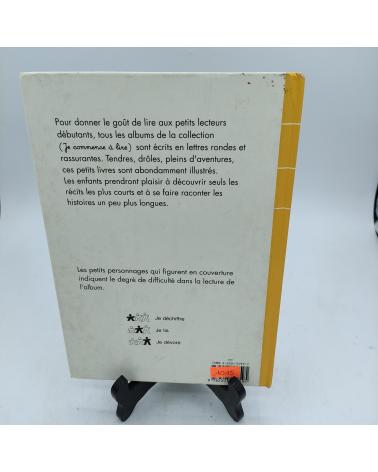 Pour donner le goût de lire aux petits lecteurs
débutants, tous les albums de la collection
(Je commence à lire) sont écrits en lettres rondes et
rassurantes. Tendres, drôles, pleins d'aventures,
ces petits livres sont abondamment illustrés.
Les enfants prendront plaisir à découvrir seuls les
récits les plus courts et à se faire raconter les
histoires un peu plus longues.
Les petits personnages qui figurent en couverture
indiquent le degré de difficulté dans la lecture de
l'album.
Je déchiffre
Je lis
Je dévore